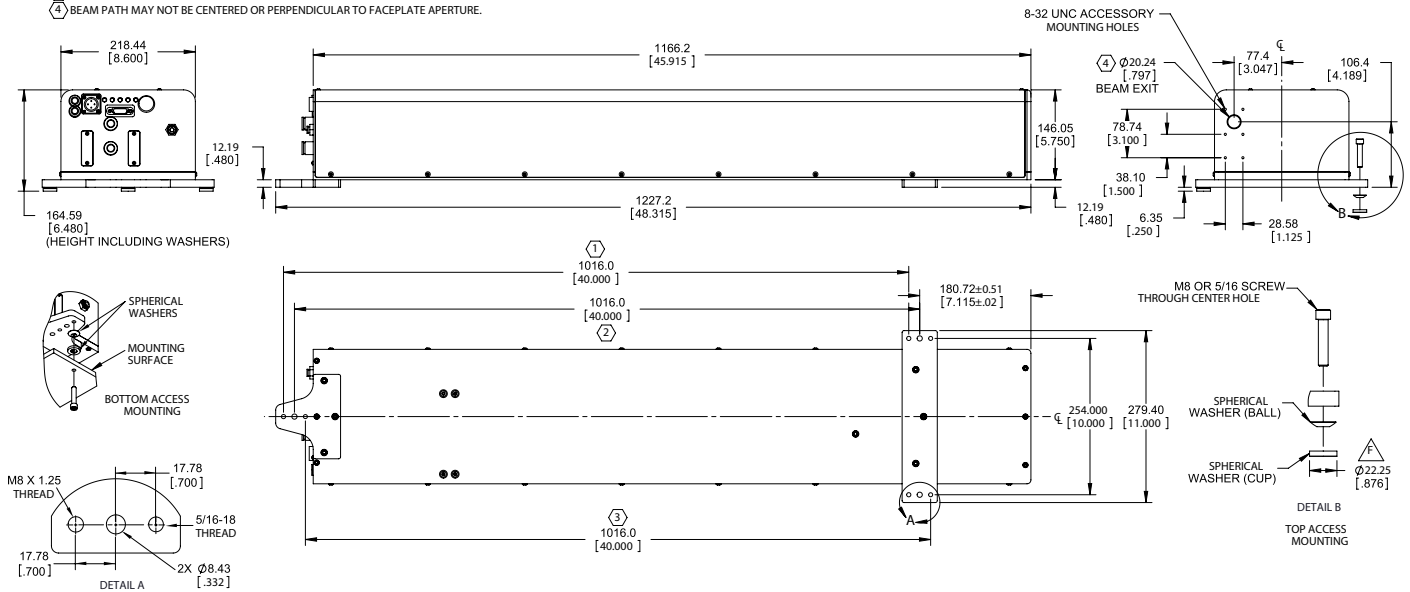 4 BEAM PATH MAY NOT BE CENTERED OR PERPENDICULAR TO FACEPLATE APERTURE.
218.44
[8.600]
164.59
[6.480]
(HEIGHT INCLUDING WASHERS)
1166.2
[45.915]
12.19
[.480]
146.05
[5.750]
1227.2
[48.315]
12.19
[.480]
8-32 UNC ACCESSORY
MOUNTING HOLES
4 Ø20.24
[.797]
BEAM EXIT
77.4
[3.047]
℄
106.4
[4.189]
78.74
[3.100]
38.10
[1.500]
6.35
[.250]
28.58
[1.125]
B
SPHERICAL
WASHERS
MOUNTING
SURFACE
BOTTOM ACCESS
MOUNTING
1
1016.0
[40.000]
1016.0
[40.000]
2
180.72±0.51
[7.115±.02]
℄
254.000
[10.000]
279.40
[11.000]
A
3
1016.0
[40.000]
M8 X 1.25
THREAD
17.78
[.700]
5/16-18
THREAD
17.78
[.700]
2X Ø8.43
[.332]
DETAIL A
M8 OR 5/16 SCREW
THROUGH CENTER HOLE
SPHERICAL
WASHER (BALL)
SPHERICAL
WASHER (CUP)
F
Ø22.25
[.876]
DETAIL B
TOP ACCESS
MOUNTING